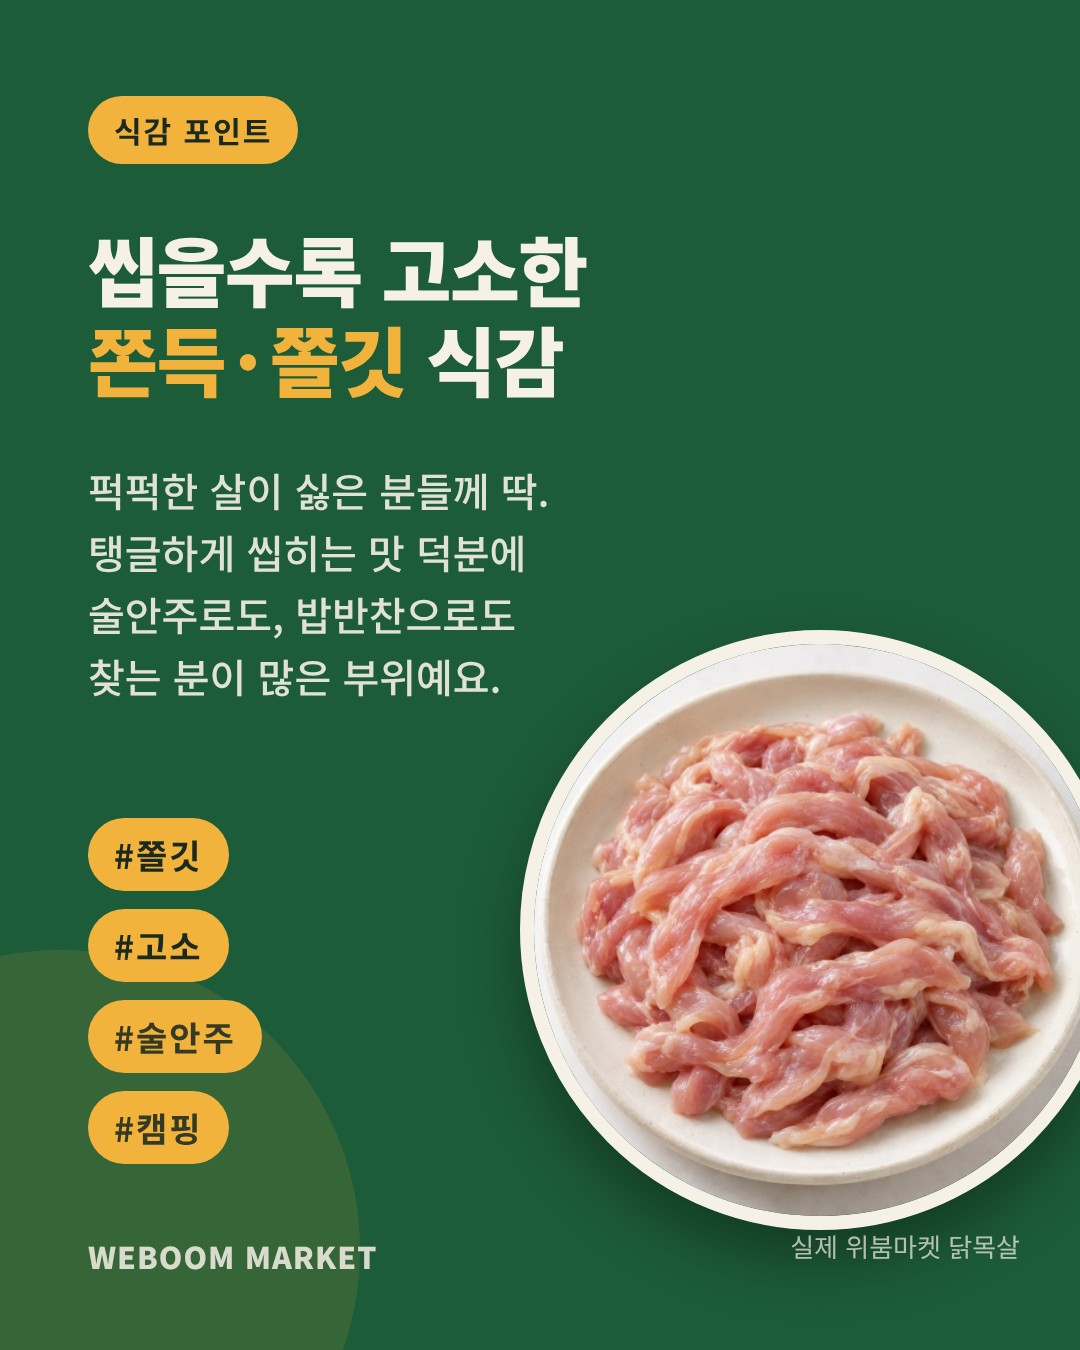 식감 포인트
씹을수록 고소한
쫀득·쫄깃 식감
퍽퍽한 살이 싫은 분들께 딱.
탱글하게 씹히는 맛 덕분에
술안주로도, 밥반찬으로도
찾는 분이 많은 부위예요.
#쫄깃
#고소
#술안주
#캠핑
WEBOOM MARKET
실제 위붐마켓 닭목살